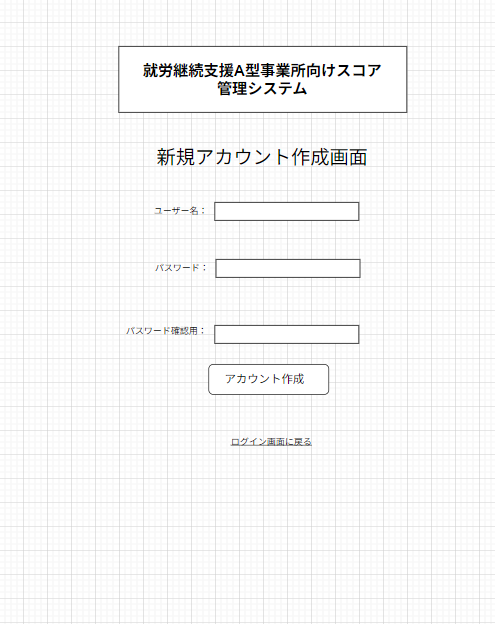 就労継続支援A型事業所向けスコア
管理システム
新規アカウント作成画面
ユーザー名：
パスワード：
パスワード確認用：
アカウント作成
ログイン画面に戻る